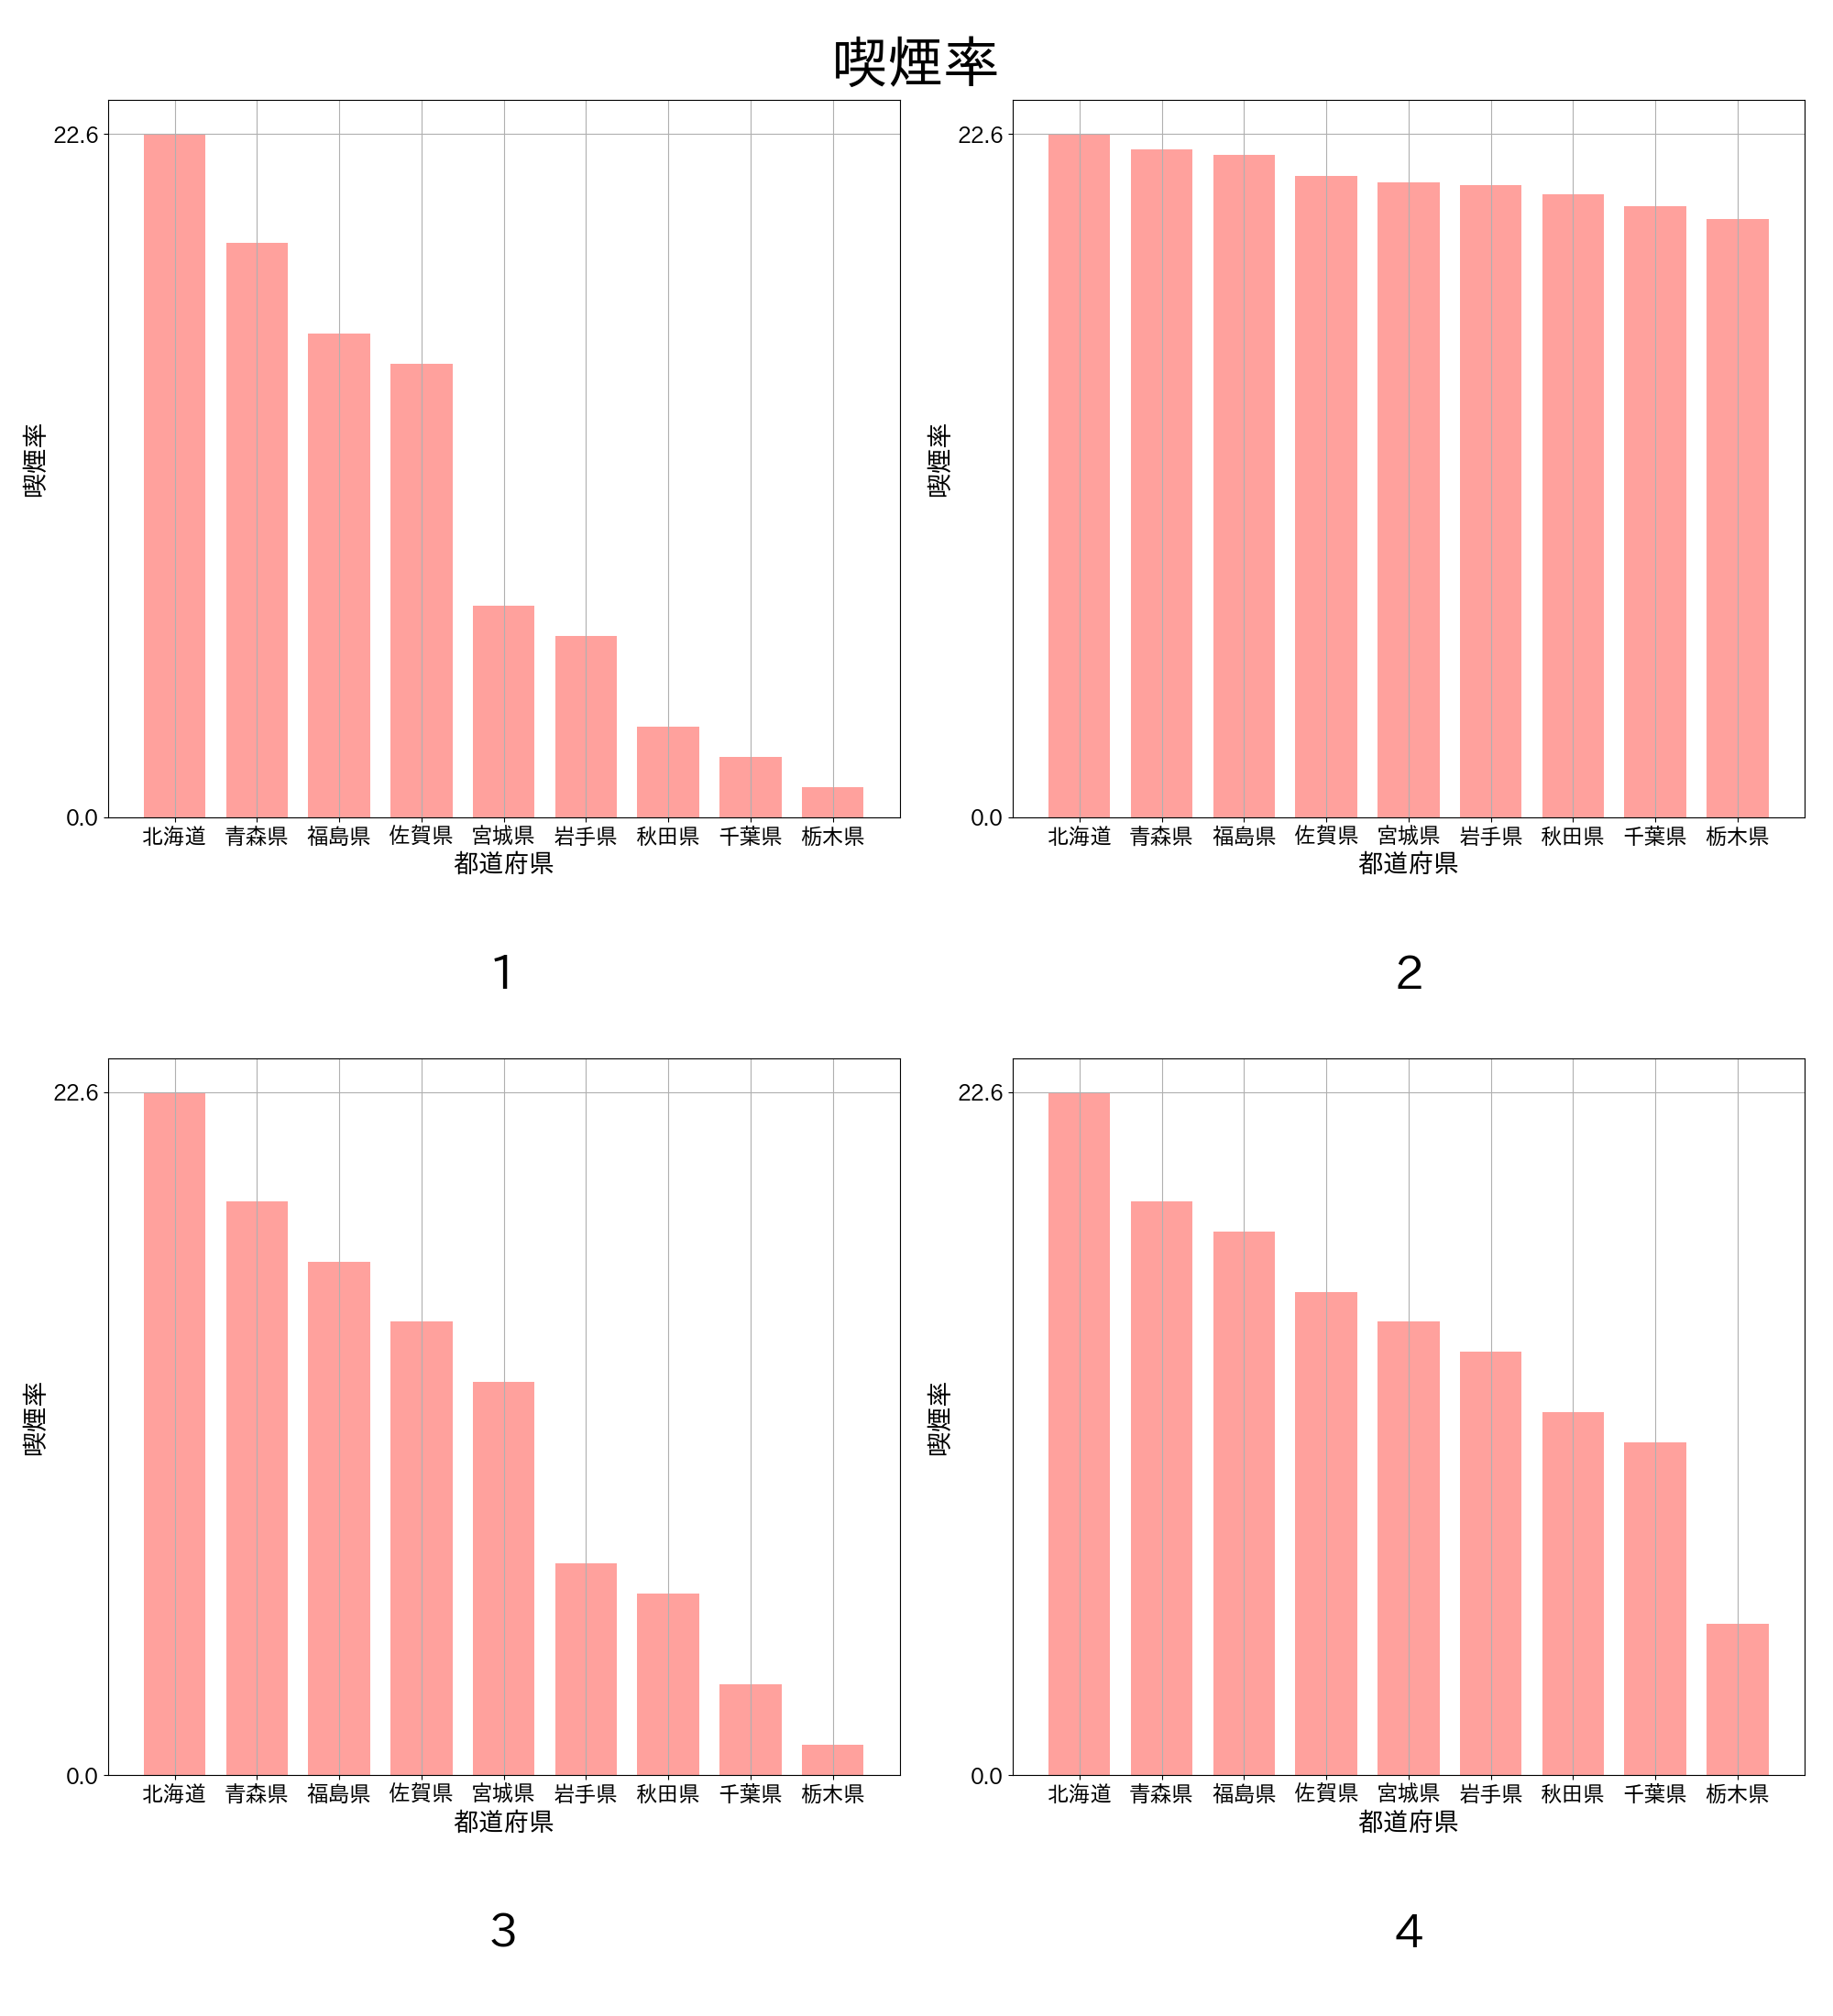 喫煙率
22.6
0.0
喫煙率
北海道 青森県 福島県 佐賀県 宮城県 岩手県 秋田県 千葉県 栃木県
都道府県
1
22.6
0.0
喫煙率
北海道 青森県 福島県 佐賀県 宮城県 岩手県 秋田県 千葉県 栃木県
都道府県
2
22.6
0.0
喫煙率
北海道 青森県 福島県 佐賀県 宮城県 岩手県 秋田県 千葉県 栃木県
都道府県
3
22.6
0.0
喫煙率
北海道 青森県 福島県 佐賀県 宮城県 岩手県 秋田県 千葉県 栃木県
都道府県
4